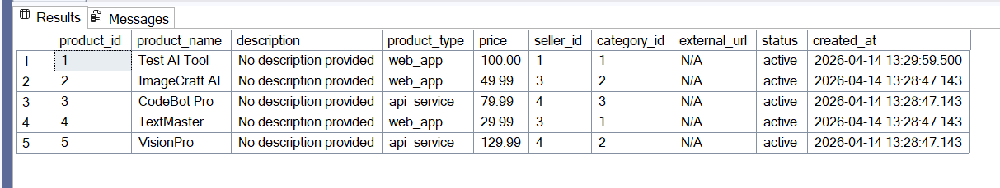 Results Messages
product_id product_name description product_type price seller_id category_id external_url status created_at
1 1 Test AI Tool No description provided web_app 100.00 1 1 N/A active 2026-04-14 13:29:59.500
2 2 ImageCraft AI No description provided web_app 49.99 3 2 N/A active 2026-04-14 13:28:47.143
3 3 CodeBot Pro No description provided api_service 79.99 4 3 N/A active 2026-04-14 13:28:47.143
4 4 TextMaster No description provided web_app 29.99 3 1 N/A active 2026-04-14 13:28:47.143
5 5 VisionPro No description provided api_service 129.99 4 2 N/A active 2026-04-14 13:28:47.143